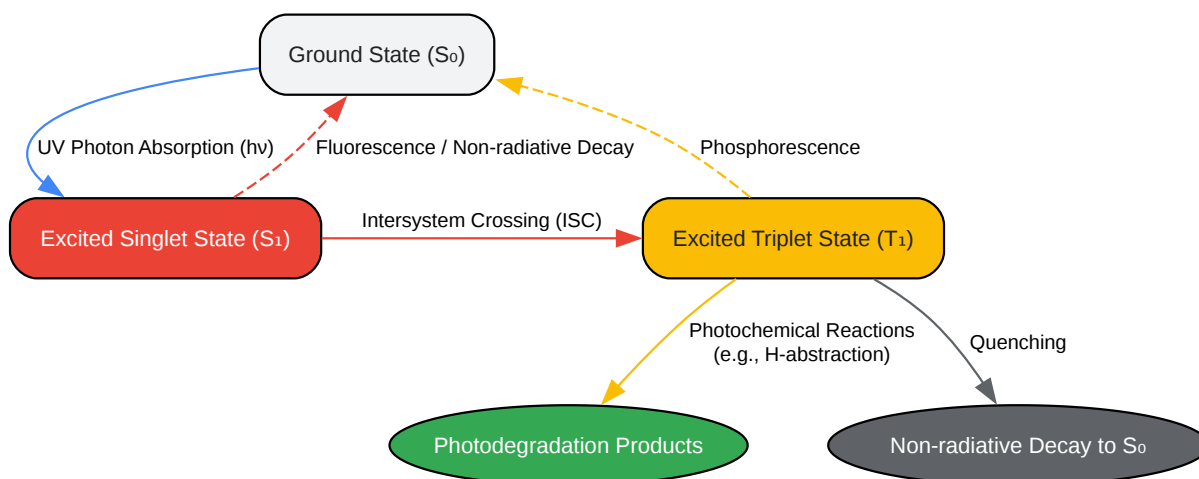 Ground State (S₀)
UV Photon Absorption (hν)
Fluorescence / Non-radiative Decay
Phosphorescence
Excited Singlet State (S₁)
Intersystem Crossing (ISC)
Excited Triplet State (T₁)
Photochemical Reactions
(e.g., H-abstraction)
Quenching
Photodegradation Products
Non-radiative Decay to S₀